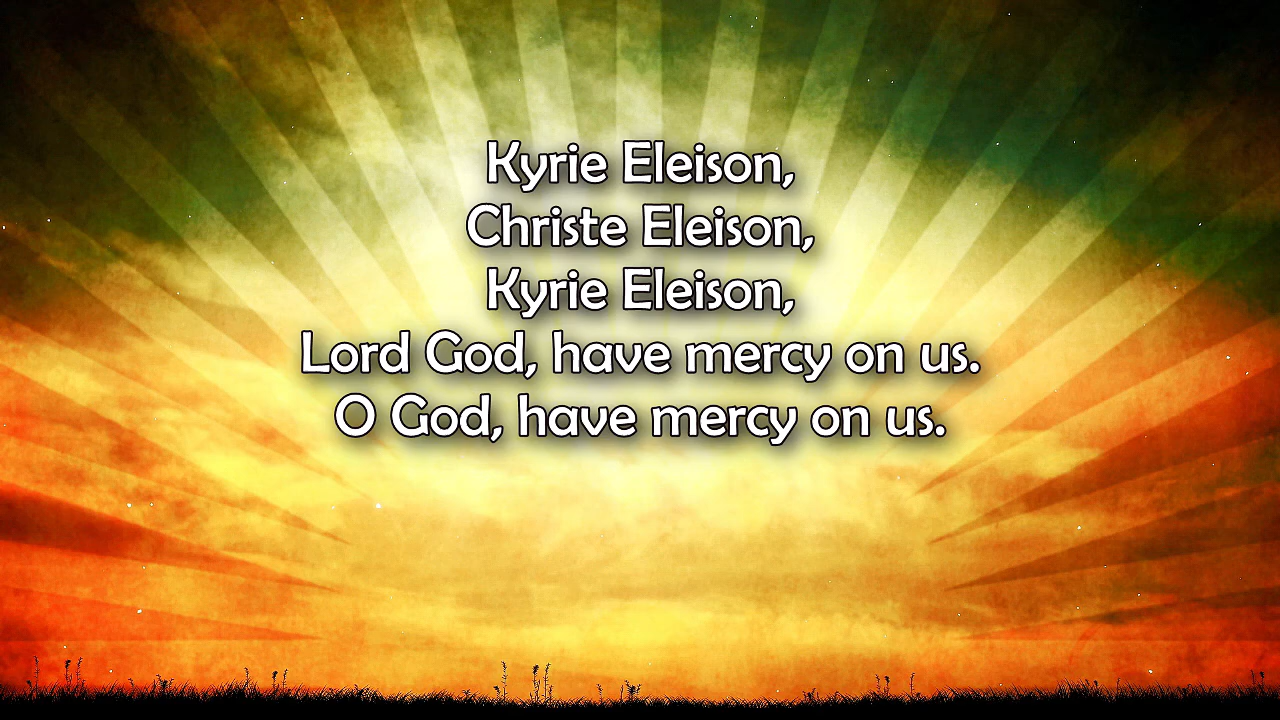 Kyrie Eleison,
Christe Eleison,
Kyrie Eleison,
Lord God, have mercy on us.
O God, have mercy on us.